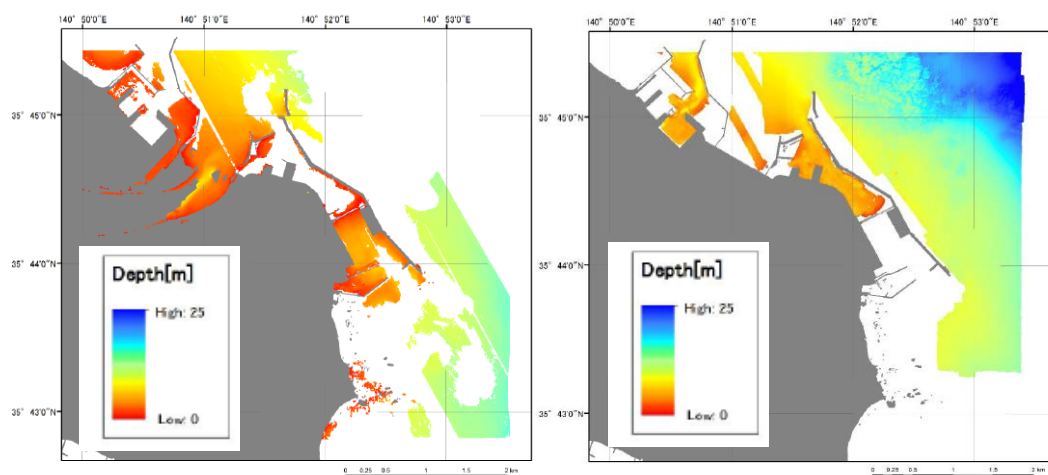 140° 50'0"E 140° 51'0"E 140° 52'0"E 140° 53'0"E
35° 45'0"N
35° 44'0"N
35° 43'0"N
Depth[m]
High: 25
Low: 0
0 0.25 0.5 1 1.5 2 km
140° 50'0"E 140° 51'0"E 140° 52'0"E 140° 53'0"E
35° 45'0"N
35° 44'0"N
35° 43'0"N
Depth[m]
High: 25
Low: 0
0 0.25 0.5 1 1.5 2 km